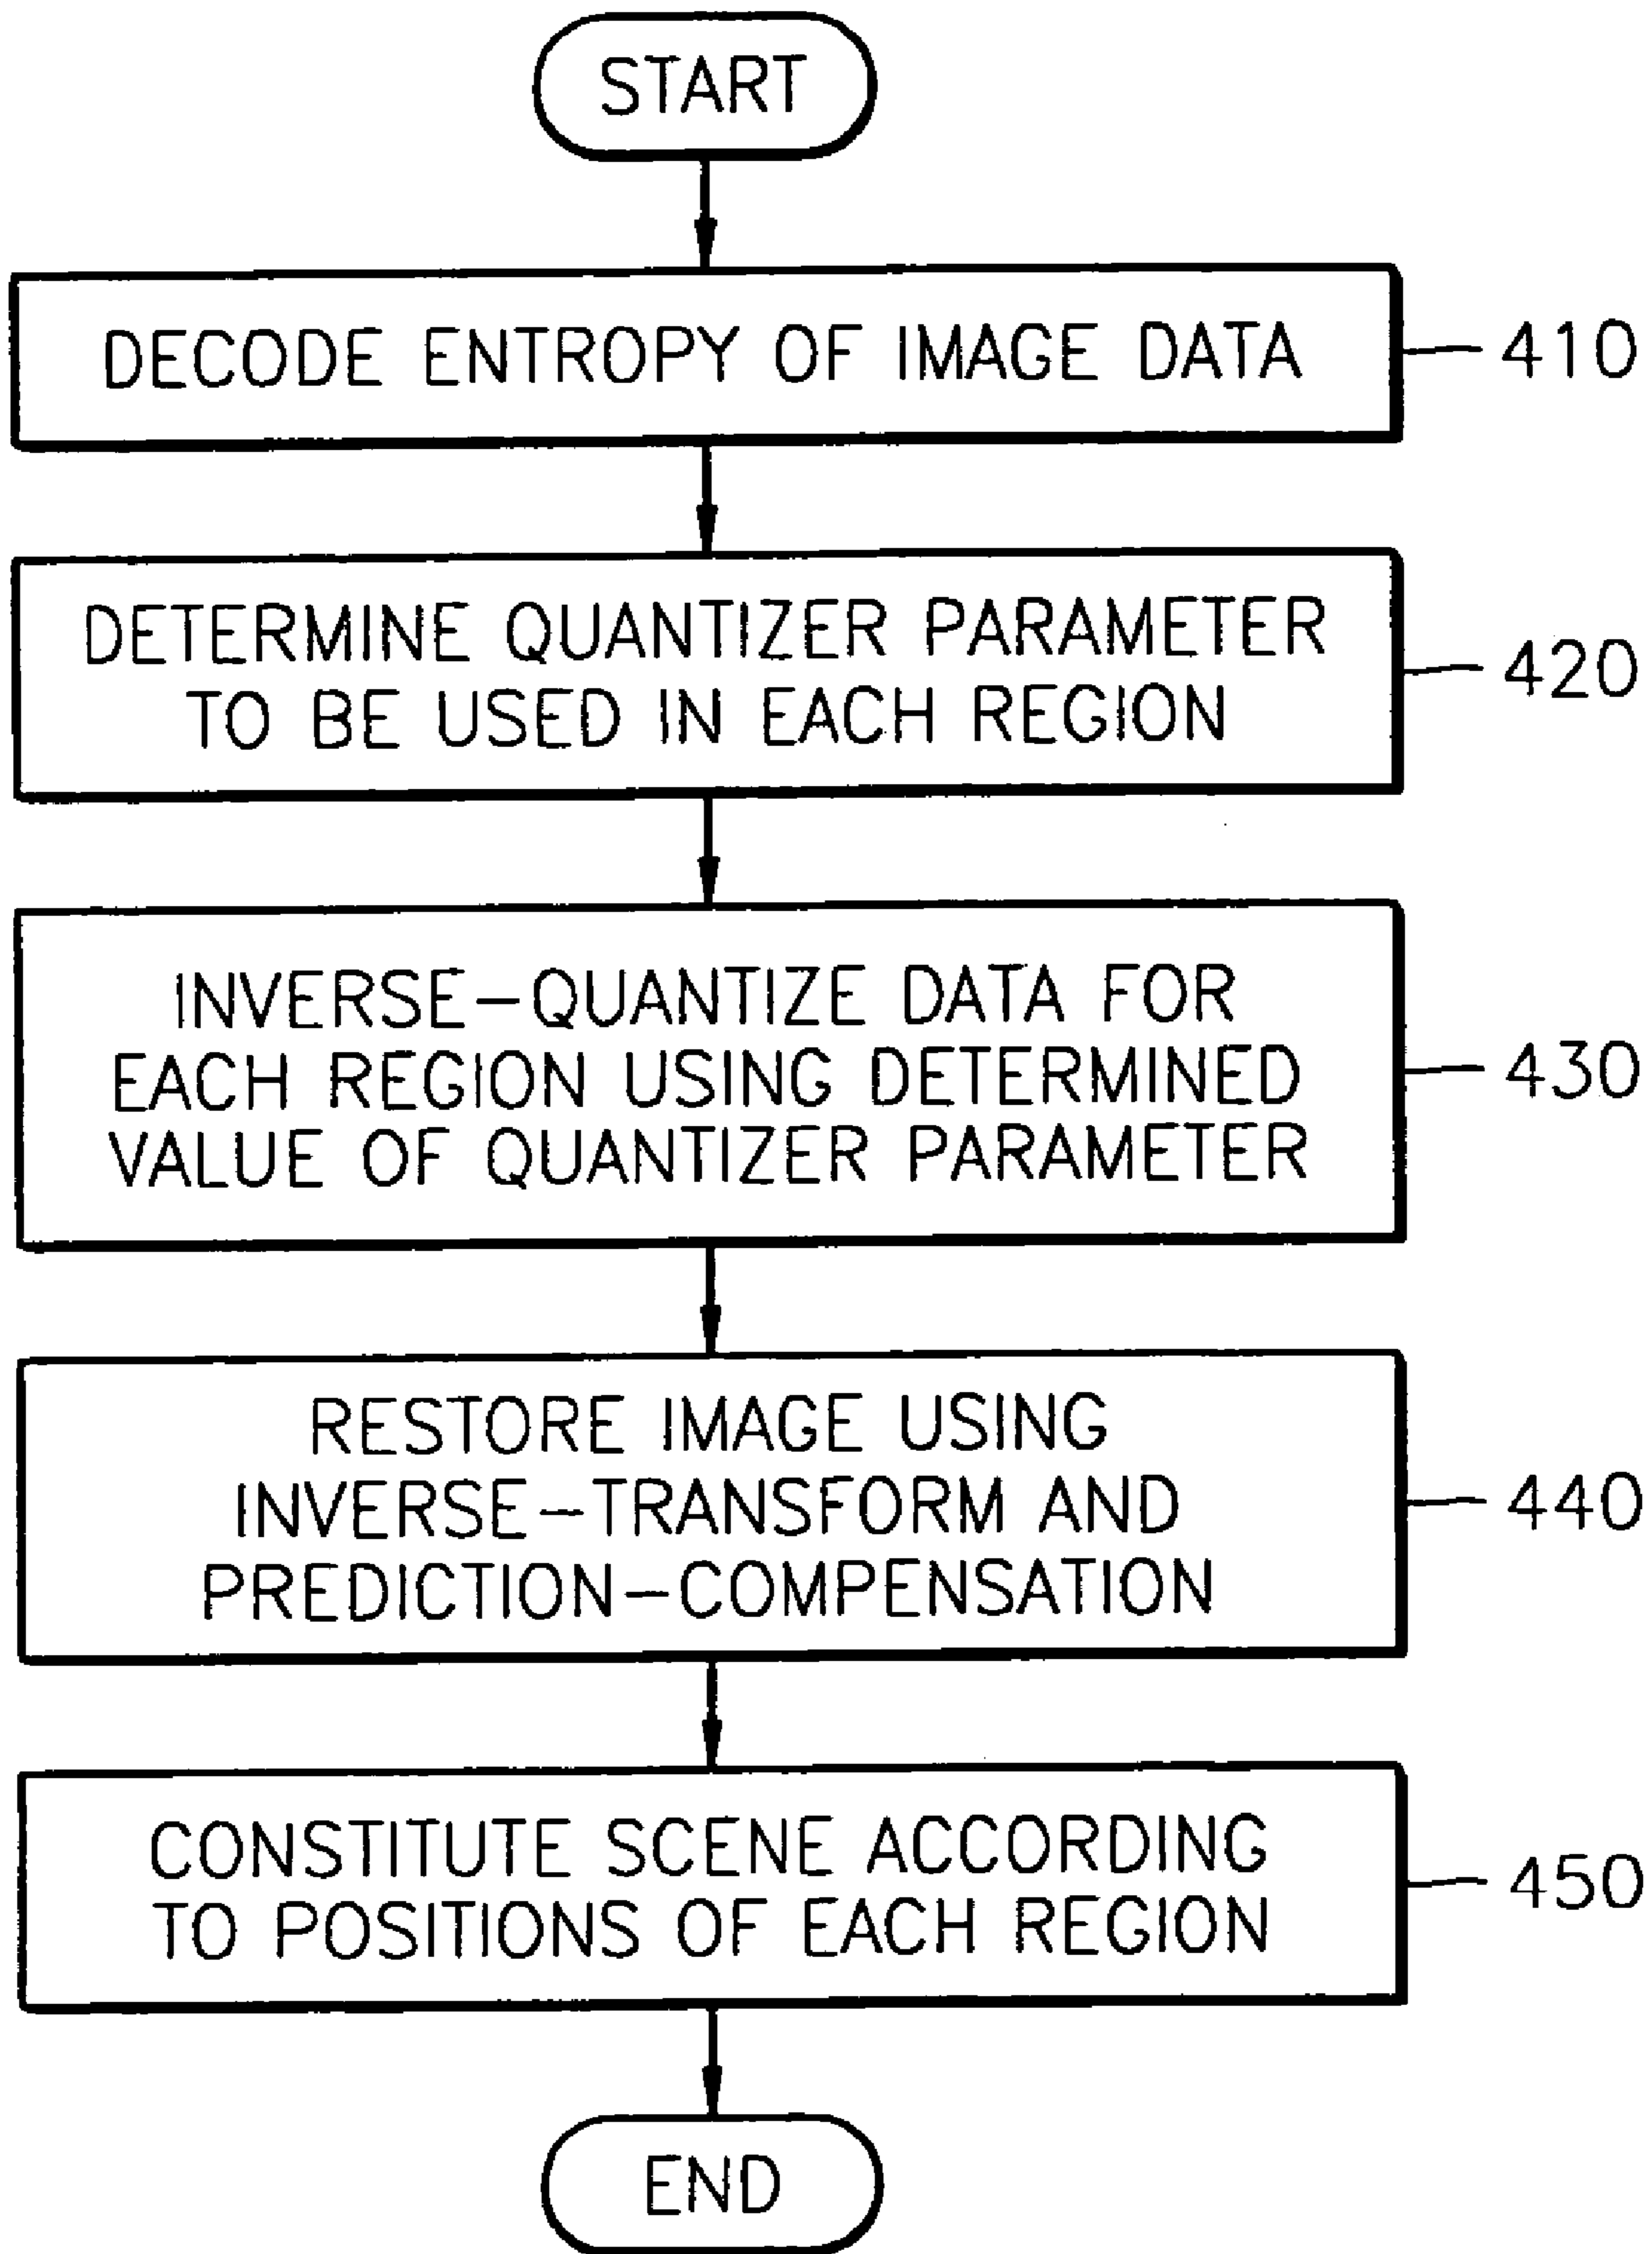 START
DECODE ENTROPY OF IMAGE DATA
410
DETERMINE QUANTIZER PARAMETER
TO BE USED IN EACH REGION
420
INVERSE-QUANTIZE DATA FOR
EACH REGION USING DETERMINED
VALUE OF QUANTIZER PARAMETER
430
RESTORE IMAGE USING
INVERSE-TRANSFORM AND
PREDICTION-COMPENSATION
440
CONSTITUTE SCENE ACCORDING
TO POSITIONS OF EACH REGION
450
END